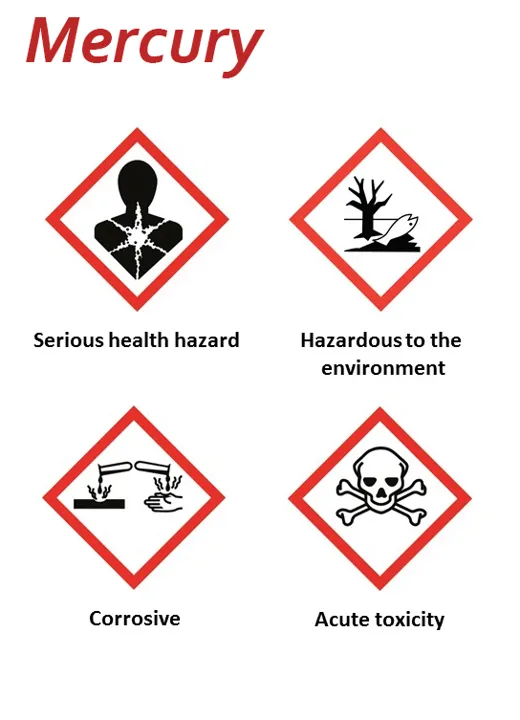 Mercury
Serious health hazard
Hazardous to the
environment
Corrosive
Acute toxicity